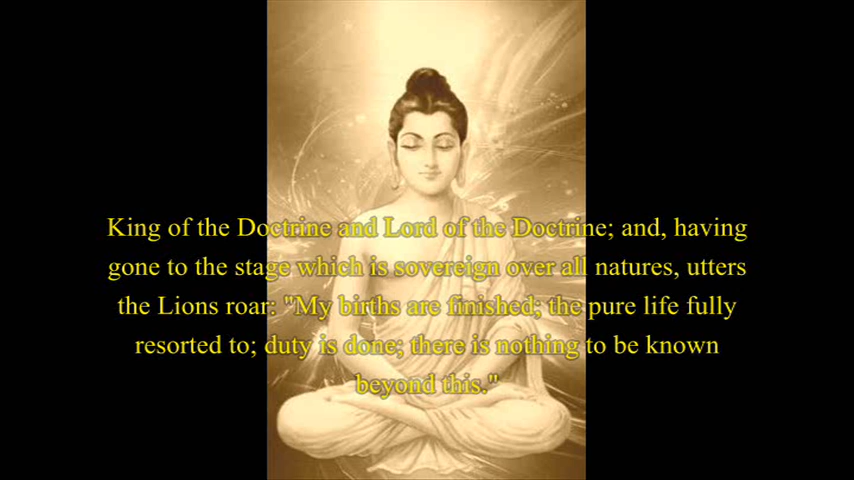 King of the Doctrine and Lord of the Doctrine; and, having
gone to the stage which is sovereign over all natures, utters
the Lions roar: "My births are finished; the pure life fully
resorted to; duty is done; there is nothing to be known
beyond this."